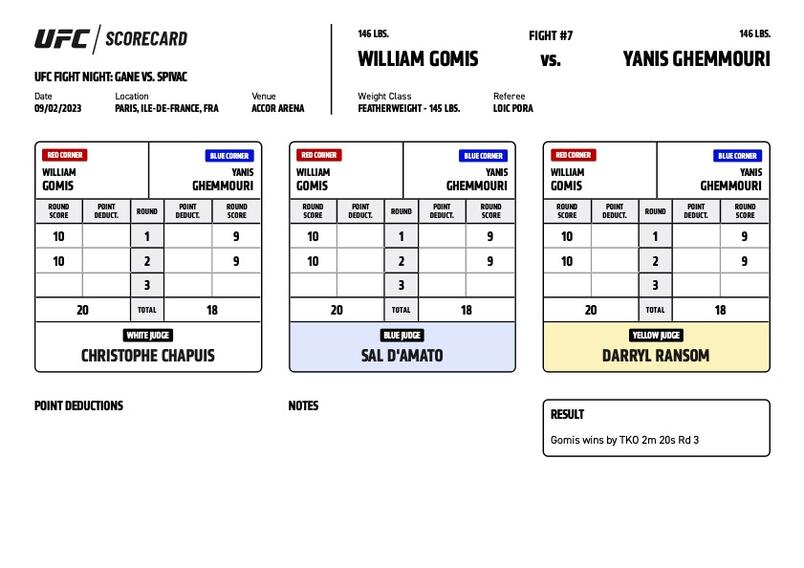 UFC / SCORECARD
UFC FIGHT NIGHT: GANE VS. SPIVAC
Date Location Venue
09/02/2023 PARIS, ILE-DE-FRANCE, FRA ACCOR ARENA
146 LBS. FIGHT #7 146 LBS.
WILLIAM GOMIS VS. YANIS GHEMMOURI
Weight Class Referee
FEATHERWEIGHT - 145 LBS. LOIC PORA
RED CORNER BLUE CORNER
WILLIAM YANIS
GOMIS GHEMMOURI
ROUND POINT ROUND POINT ROUND
SCORE DEDUCT. DEDUCT. SCORE
10 1 9
10 2 9
3
20 TOTAL 18
WHITE JUDGE
CHRISTOPHE CHAPUIS
RED CORNER BLUE CORNER
WILLIAM YANIS
GOMIS GHEMMOURI
ROUND POINT ROUND POINT ROUND
SCORE DEDUCT. DEDUCT. SCORE
10 1 9
10 2 9
3
20 TOTAL 18
BLUE JUDGE
SAL D'AMATO
RED CORNER BLUE CORNER
WILLIAM YANIS
GOMIS GHEMMOURI
ROUND POINT ROUND POINT ROUND
SCORE DEDUCT. DEDUCT. SCORE
10 1 9
10 2 9
3
20 TOTAL 18
YELLOW JUDGE
DARRYL RANSOM
POINT DEDUCTIONS
NOTES
RESULT
Gomis wins by TKO 2m 20s Rd 3